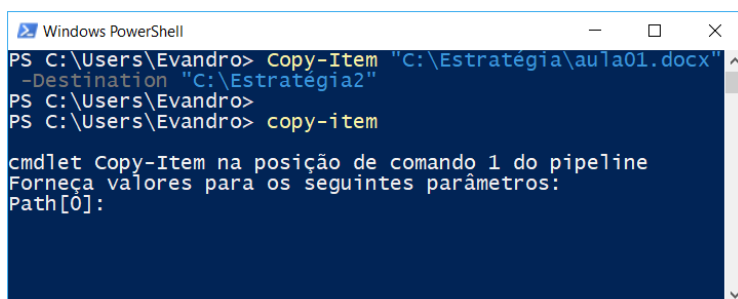 Windows PowerShell
PS C:\Users\Evandro> Copy-Item "C:\Estratégia\aula01.docx"
-Destination "C:\Estratégia2"
PS C:\Users\Evandro>
PS C:\Users\Evandro> copy-item
cmdlet Copy-Item na posição de comando 1 do pipeline
Forneça valores para os seguintes parâmetros:
Path[0]: